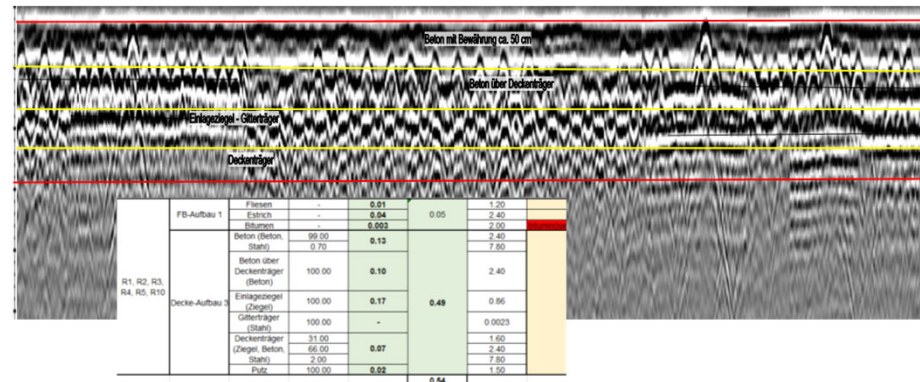 Beton mit Bewährung ca. 50 cm
Beton über Deckenträger
Einlageziegel - Gitterträger
Deckenträger
FB-Aufbau 1
Fliesen - 0.01 0.05 1.20
Estrich - 0.04 2.40
Bitumen - 0.003 2.00
R1, R2, R3, R4, R5, R10
Decke-Aufbau 3
Beton (Beton, Stahl) 99.00 0.13 2.40
0.70 7.80
Beton über Deckenträger (Beton) 100.00 0.10 2.40
Einlageziegel (Ziegel) 100.00 0.17 0.49 0.86
Gitterträger (Stahl) 100.00 - 0.0023
Deckenträger (Ziegel, Beton, Stahl) 31.00 0.07 1.60
66.00 2.40
2.00 7.80
Putz 100.00 0.02 1.50
0.54